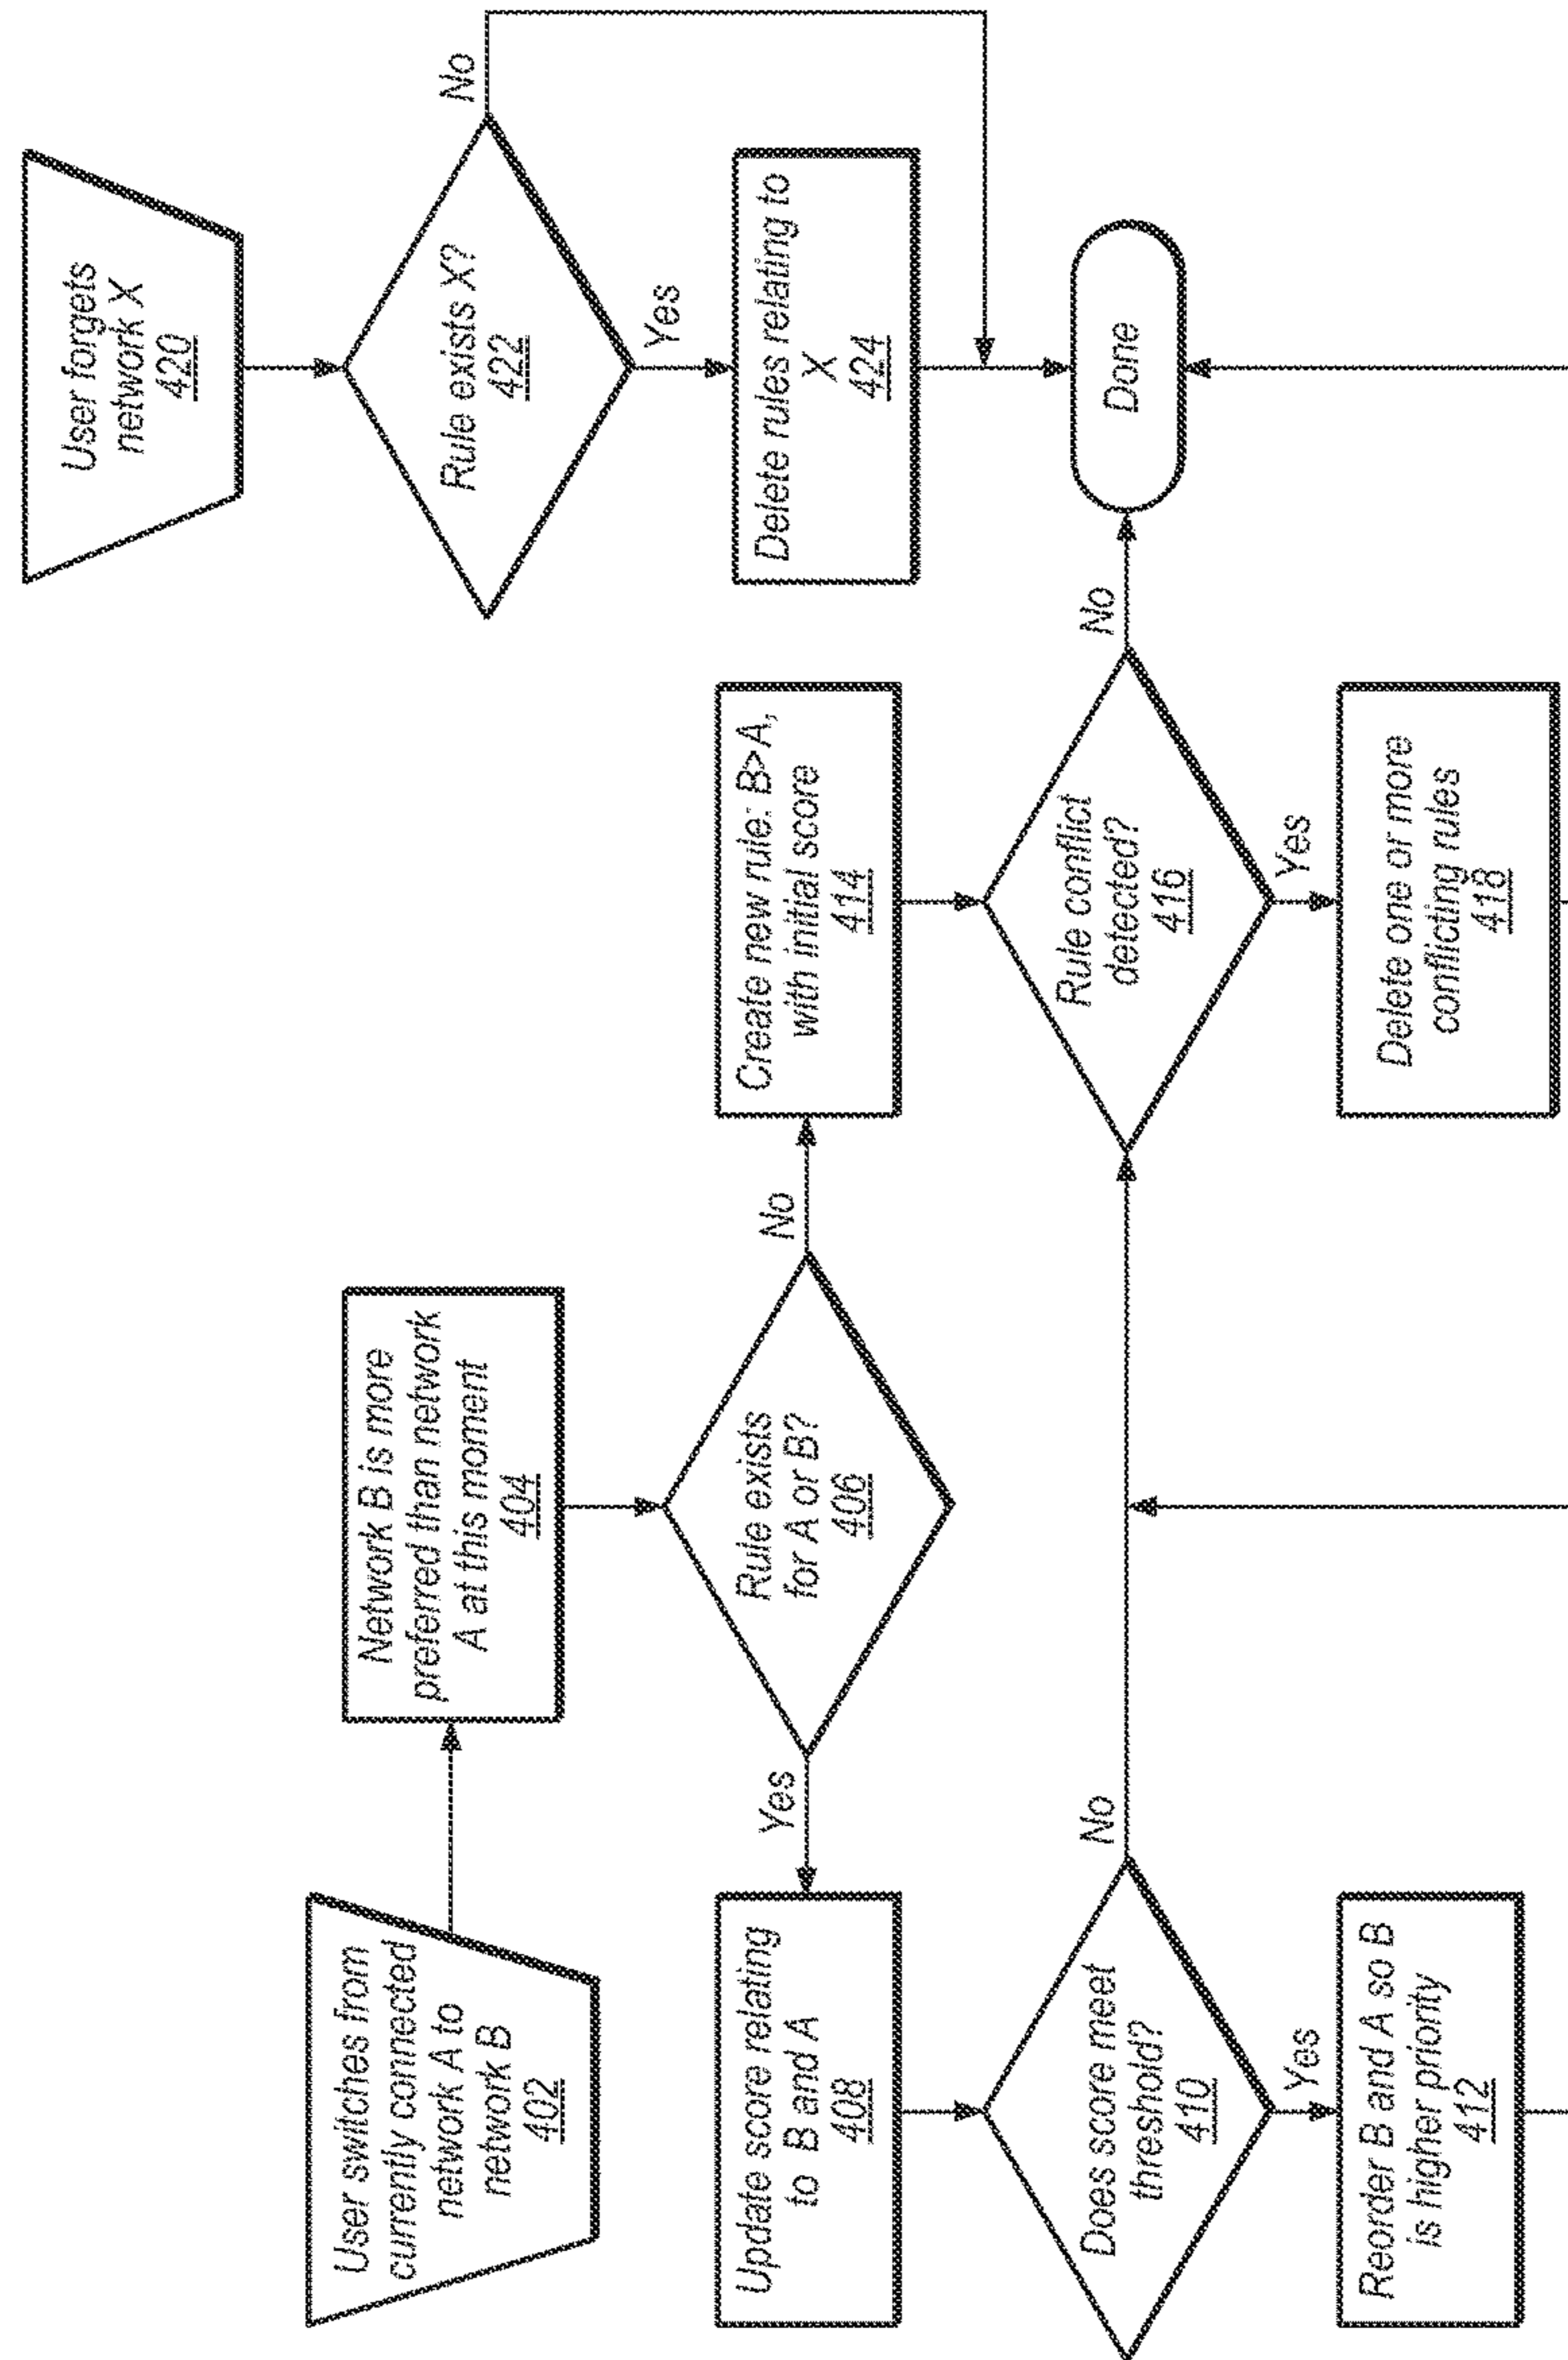 User switches from
currently connected
network A to
network B
402
Network B is more
preferred than network
A at this moment
404
Rule exists
for A or B?
406
Yes
No
Update score relating
to B and A
408
Does score meet
threshold?
410
No
Yes
Reorder B and A so B
is higher priority
412
Create new rule: B>A,
with initial score
414
Rule conflict
detected?
416
No
Yes
Delete one or more
conflicting rules
418
User forgets
network X
420
Rule exists X?
422
No
Yes
Delete rules relating to
X
424
Done